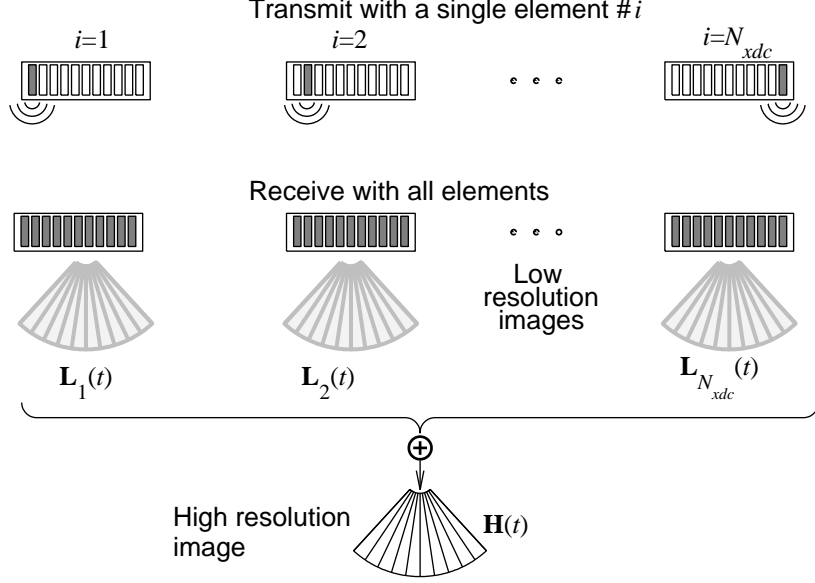 Transmit with a single element # i
i=1
i=2
i=N_xdc
Receive with all elements
Low
resolution
images
L_1(t)
L_2(t)
L_N_xdc(t)
High resolution
image
H(t)